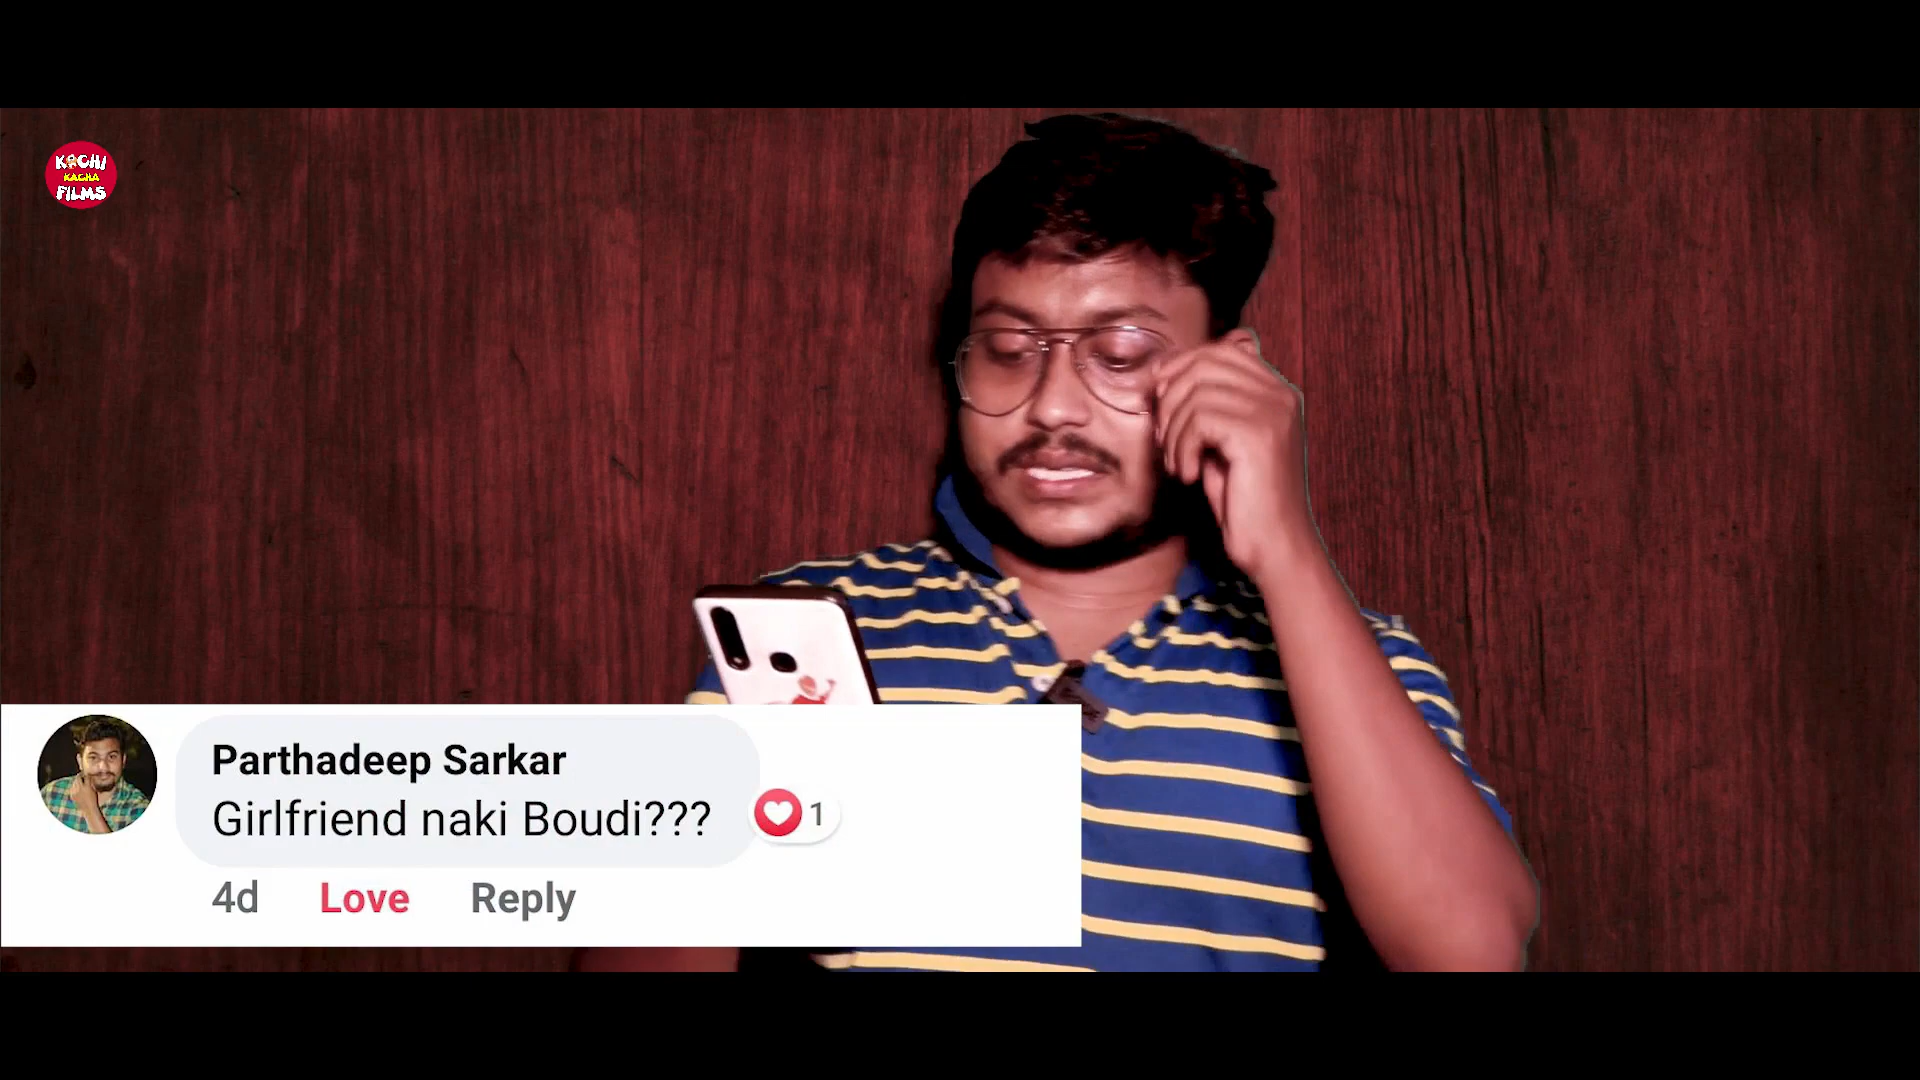 KACHI
KACHA
FILMS
Parthadeep Sarkar
Girlfriend naki Boudi???
1
4d Love Reply